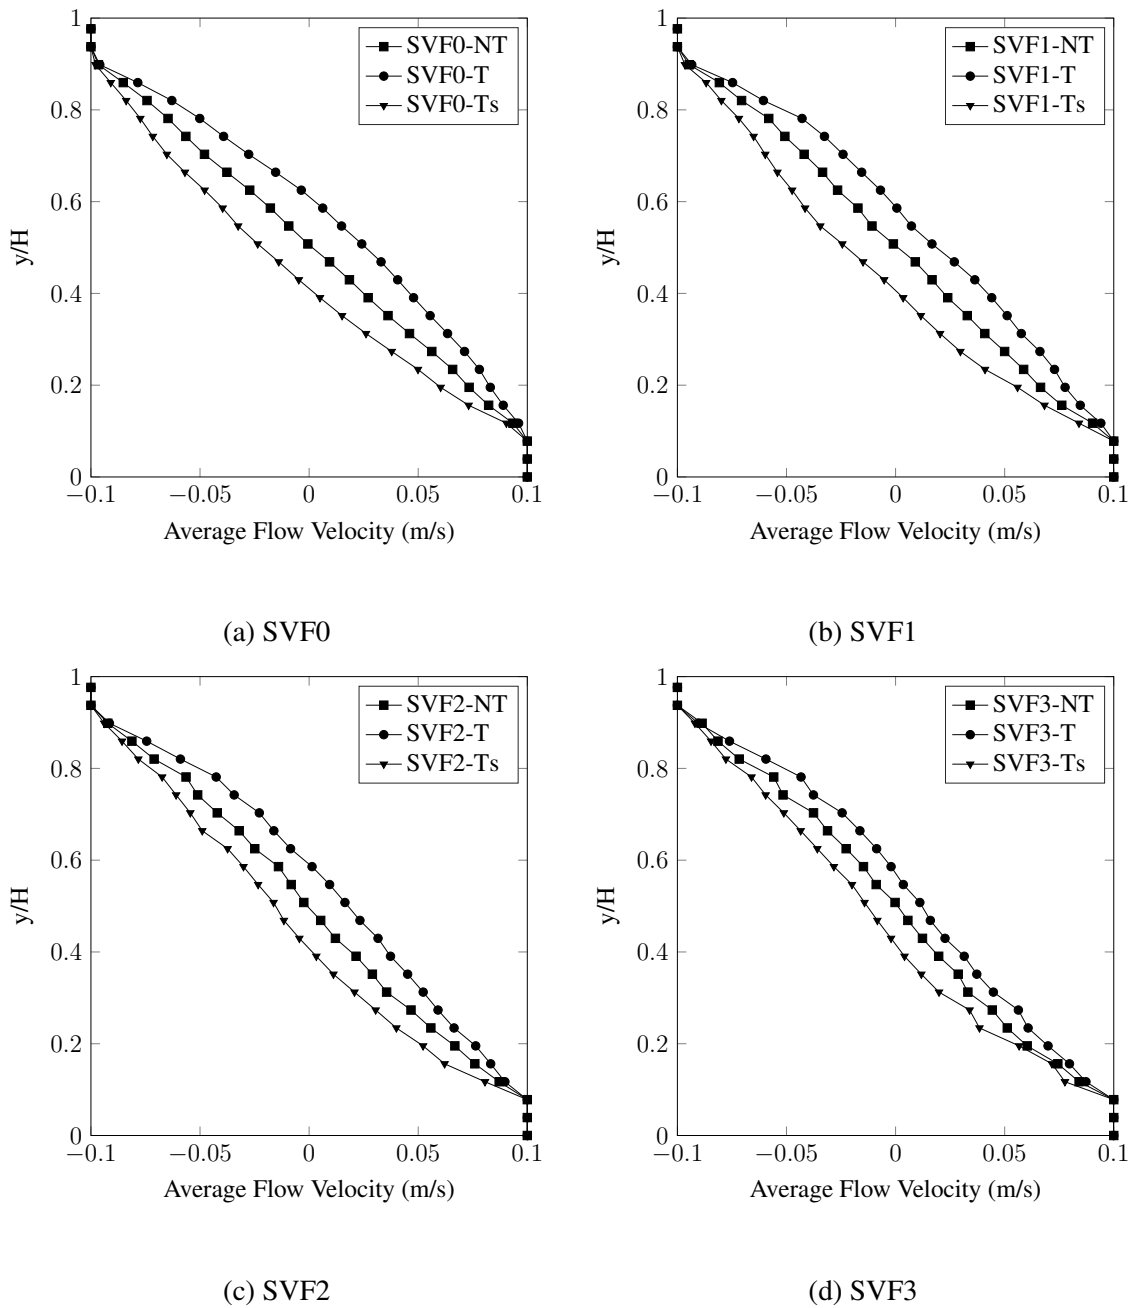 1
0.8
0.6
0.4
0.2
0
y/H
−0.1
−0.05
0
0.05
0.1
Average Flow Velocity (m/s)
SVF0-NT
SVF0-T
SVF0-Ts
(a) SVF0
1
0.8
0.6
0.4
0.2
0
y/H
−0.1
−0.05
0
0.05
0.1
Average Flow Velocity (m/s)
SVF1-NT
SVF1-T
SVF1-Ts
(b) SVF1
1
0.8
0.6
0.4
0.2
0
y/H
−0.1
−0.05
0
0.05
0.1
Average Flow Velocity (m/s)
SVF2-NT
SVF2-T
SVF2-Ts
(c) SVF2
1
0.8
0.6
0.4
0.2
0
y/H
−0.1
−0.05
0
0.05
0.1
Average Flow Velocity (m/s)
SVF3-NT
SVF3-T
SVF3-Ts
(d) SVF3